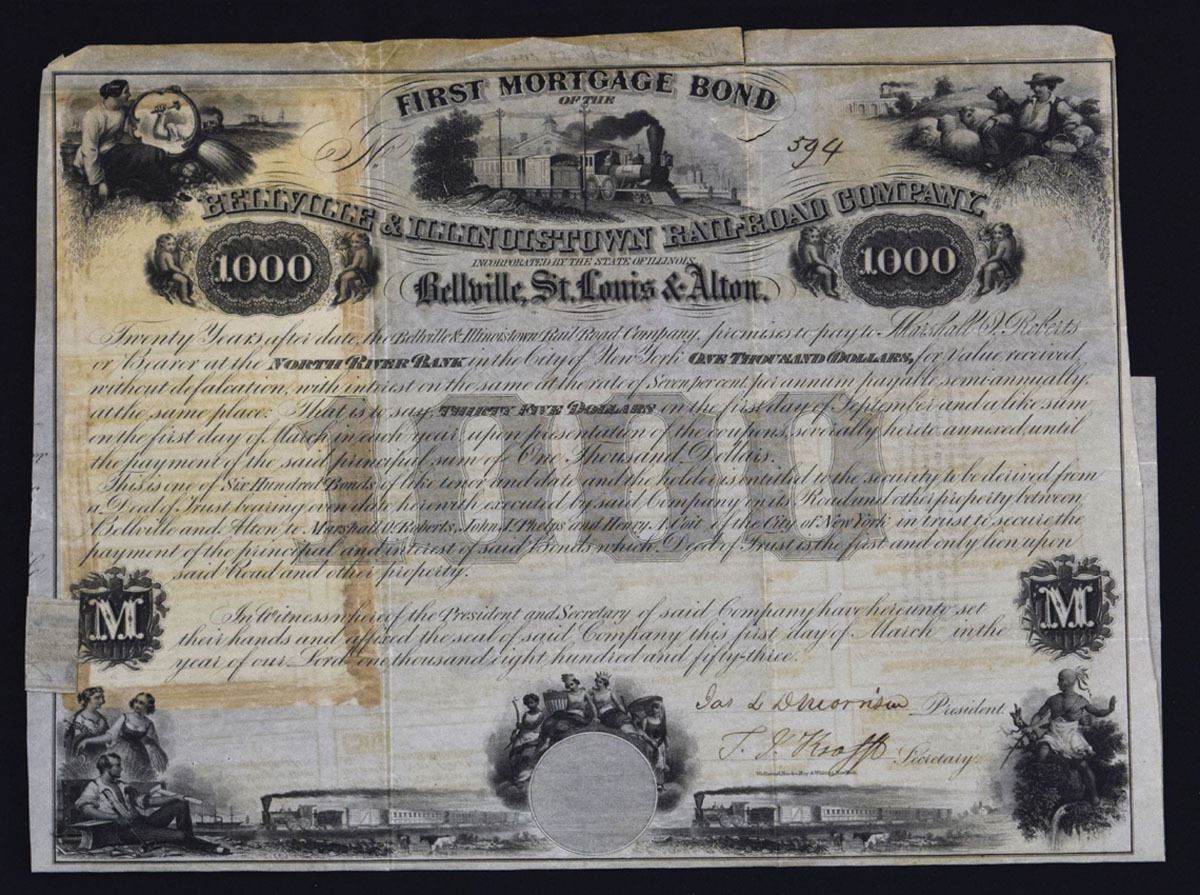 FIRST MORTGAGE BOND
OF THE
No 594
BELLVILLE & ILLINOIS-TOWN RAIL-ROAD COMPANY.
INCORPORATED BY THE STATE OF ILLINOIS.
1.000 1.000
Bellville, St. Louis & Alton.
Twenty Years after date, the Bellville & Illinoistown Rail Road Company, promises to pay to Marshall O. Roberts
or Bearer at the NORTH RIVER BANK in the City of New York ONE THOUSAND DOLLARS, for Value received,
without defalcation, with interest on the same at the rate of Seven per cent. per annum payable semi-annually,
at the same place: That is to say, THIRTY FIVE DOLLARS on the first day of September and a like sum
on the first day of March in each year, upon presentation of the coupons, severally hereto annexed, until
the payment of the said principal sum of One Thousand Dollars.
1000
This is one of Six Hundred Bonds of like tenor and date and the holder is intitled to the security to be derived from
a Deed of Trust bearing even date herewith executed by said Company on its Road and other property between
Bellville and Alton to Marshall O. Roberts, John J. Phelps and Henry. I. Coit of the City of New York in trust to secure the
payment of the principal and interest of said Bonds which Deed of Trust is the first and only lien upon
said Road and other property.
M M
In Witness whereof the President and Secretary of said Company have hereunto set
their hands and affixed the seal of said Company this first day of March in the
year of our Lord one thousand eight hundred and fifty-three.
Jas L D Morrison President.
Secretary.